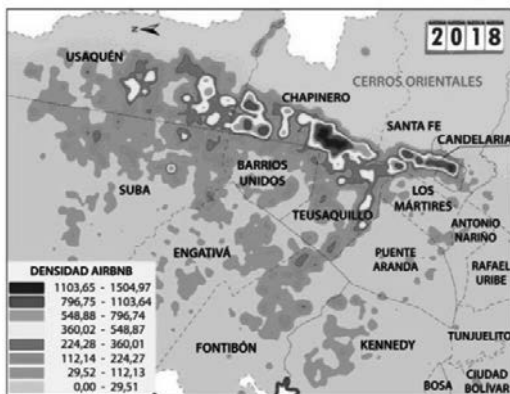 2018
USAQUÉN
CERROS ORIENTALES
CHAPINERO
SANTA FE
CANDELARIA
BARRIOS
UNIDOS
SUBA
LOS
MÁRTIRES
TEUSAQUILLO
ANTONIO
NARIÑO
ENGATIVÁ
PUENTE
ARANDA
RAFAEL
URIBE
DENSIDAD AIRBNB
1103,65 - 1504,97
796,75 - 1103,64
548,88 - 796,74
360,02 - 548,87
224,28 - 360,01
112,14 - 224,27
29,52 - 112,13
0,00 - 29,51
FONTIBÓN
KENNEDY
TUNJUELITO
BOSA
CIUDAD
BOLÍVAR